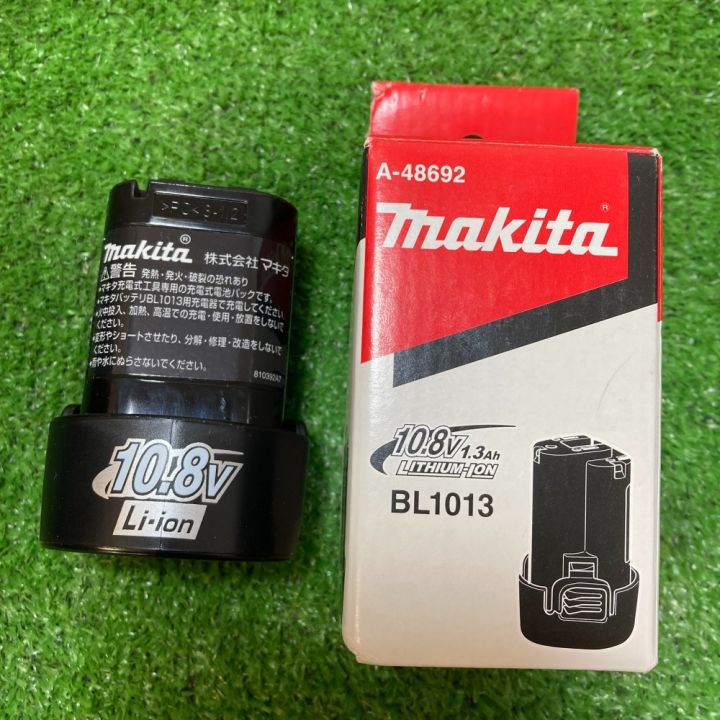 >PC< S-1/2
makita®
株式会社マキタ
⚠警告 発熱・発火・破裂の恐れあり
•マキタ充電式工具専用の充電式電池パックです。
•マキタバッテリBL1013用充電器で充電してください。
•火中投入、加熱、高温での充電・使用・放置をしないで
ください。
•変形やショートさせたり、分解・修理・改造をしないで
ください。
•雨や水にぬらさないでください。
810392A7
10.8V
Li-ion
A-48692
makita®
10.8V 1.3Ah
LITHIUM-ION
BL1013